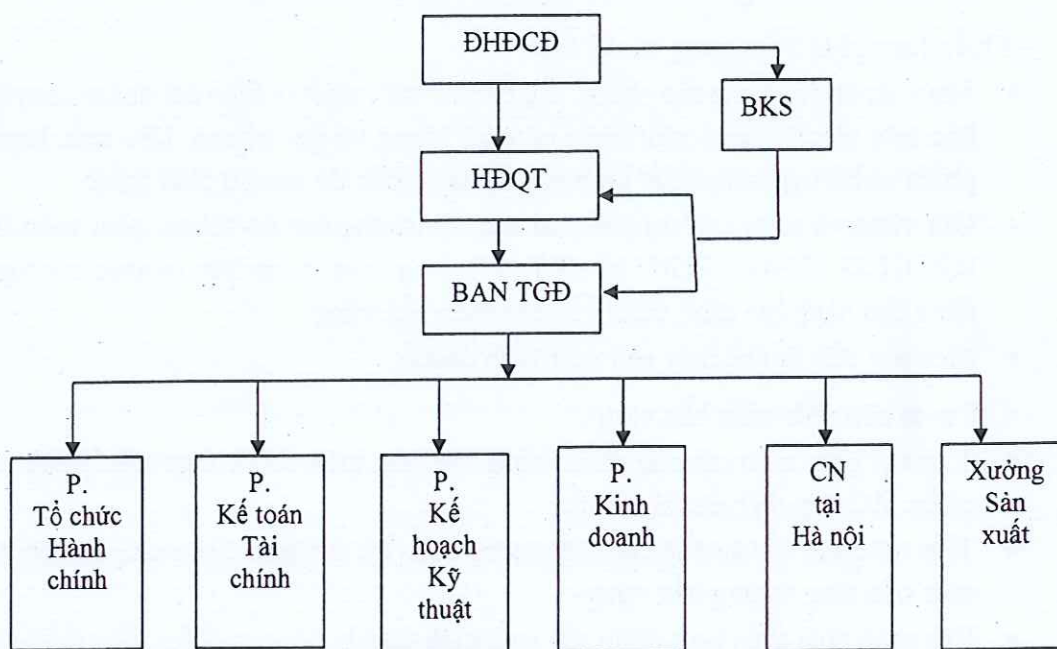 ĐHĐCĐ
BKS
HĐQT
BAN TGĐ
P.
Tổ chức
Hành
chính
P.
Kế toán
Tài
chính
P.
Kế
hoạch
Kỹ
thuật
P.
Kinh
doanh
CN
tại
Hà nội
Xưởng
Sản
xuất